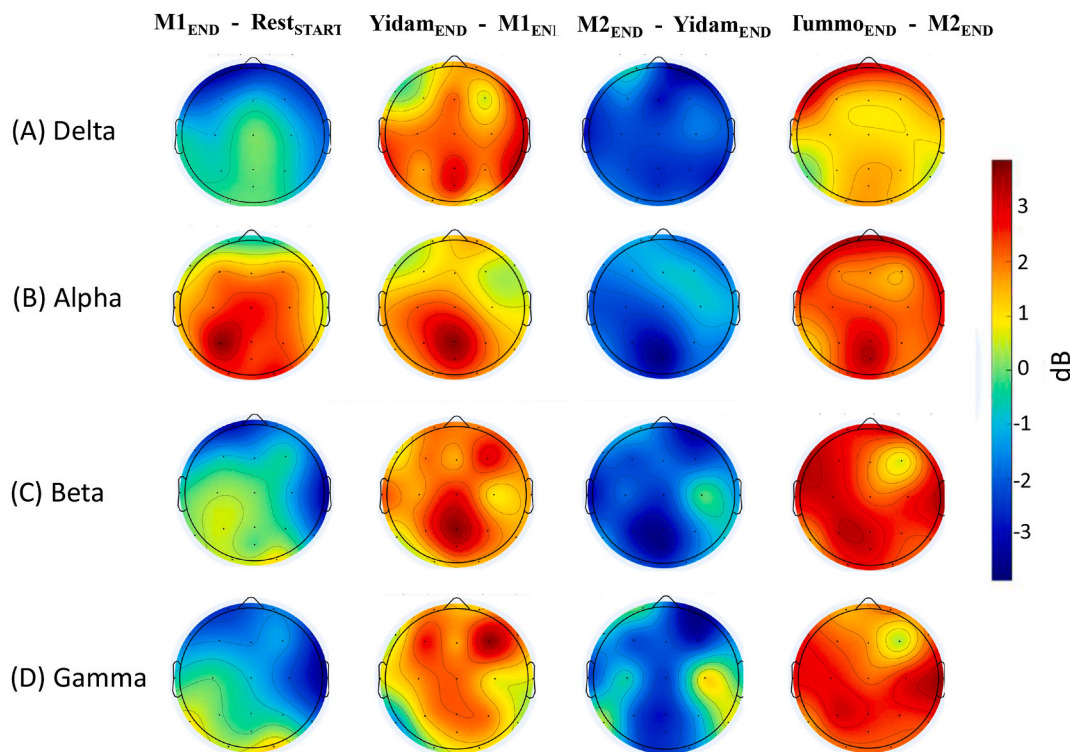 M1END - RestSTART YidamEND - M1EN M2END - YidamEND TummoEND - M2END
(A) Delta
(B) Alpha
(C) Beta
(D) Gamma
3
2
1
0
-1
-2
-3
dB